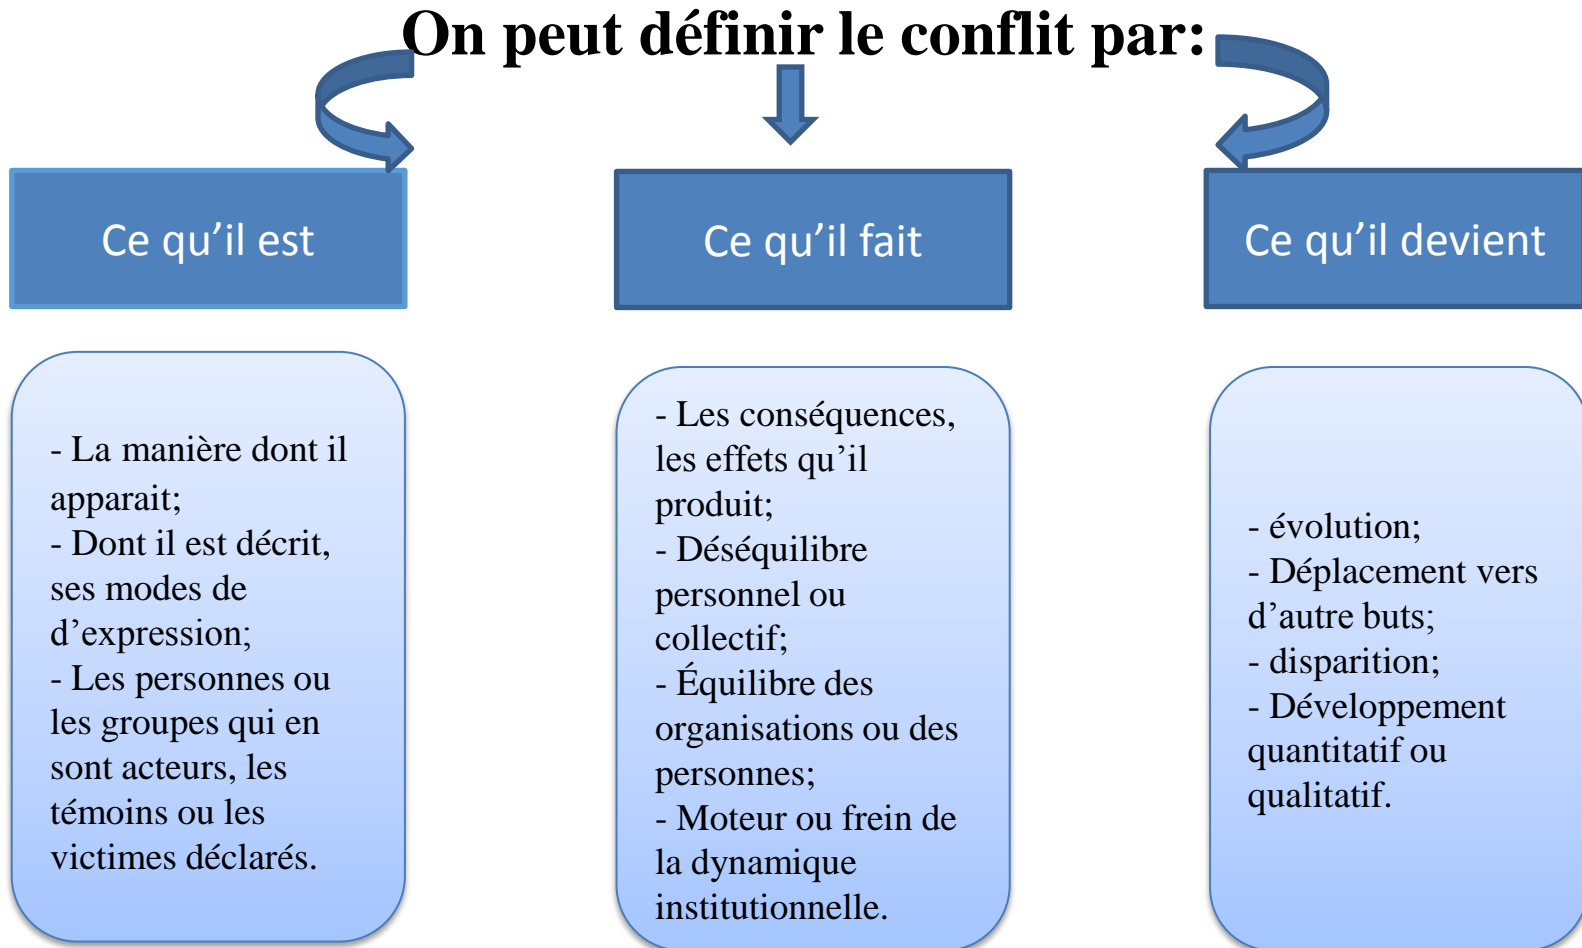 On peut définir le conflit par:
Ce qu’il est
Ce qu’il fait
Ce qu’il devient
- La manière dont il
apparait;
- Dont il est décrit,
ses modes de
d’expression;
- Les personnes ou
les groupes qui en
sont acteurs, les
témoins ou les
victimes déclarés.
- Les conséquences,
les effets qu’il
produit;
- Déséquilibre
personnel ou
collectif;
- Équilibre des
organisations ou des
personnes;
- Moteur ou frein de
la dynamique
institutionnelle.
- évolution;
- Déplacement vers
d’autre buts;
- disparition;
- Développement
quantitatif ou
qualitatif.